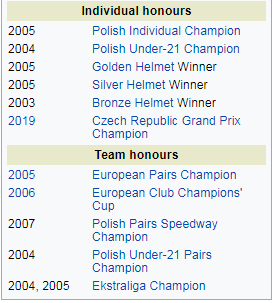 Individual honours
2005 Polish Individual Champion
2004 Polish Under-21 Champion
2005 Golden Helmet Winner
2005 Silver Helmet Winner
2003 Bronze Helmet Winner
2019 Czech Republic Grand Prix
Champion
Team honours
2005 European Pairs Champion
2006 European Club Champions'
Cup
2007 Polish Pairs Speedway
Champion
2004 Polish Under-21 Pairs
Champion
2004, 2005 Ekstraliga Champion